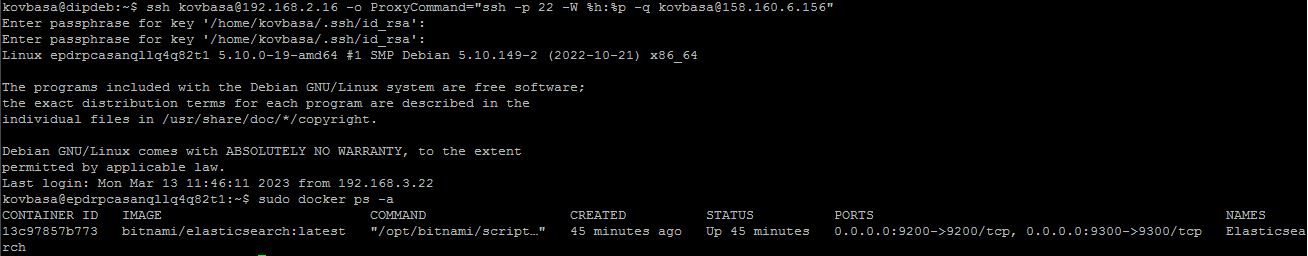 kovbasa@dipdeb:~$ ssh kovbasa@192.168.2.16 -o ProxyCommand="ssh -p 22 -W %h:%p -q kovbasa@158.160.6.156"
Enter passphrase for key '/home/kovbasa/.ssh/id_rsa':
Enter passphrase for key '/home/kovbasa/.ssh/id_rsa':
Linux epdrpcasanqllq4q82t1 5.10.0-19-amd64 #1 SMP Debian 5.10.149-2 (2022-10-21) x86_64

The programs included with the Debian GNU/Linux system are free software;
the exact distribution terms for each program are described in the
individual files in /usr/share/doc/*/copyright.

Debian GNU/Linux comes with ABSOLUTELY NO WARRANTY, to the extent
permitted by applicable law.
Last login: Mon Mar 13 11:46:11 2023 from 192.168.3.22
kovbasa@epdrpcasanqllq4q82t1:~$ sudo docker ps -a
CONTAINER ID   IMAGE                          COMMAND                  CREATED          STATUS          PORTS                                            NAMES
13c97857b773   bitnami/elasticsearch:latest   "/opt/bitnami/script…"   45 minutes ago   Up 45 minutes   0.0.0.0:9200->9200/tcp, 0.0.0.0:9300->9300/tcp   Elasticsea
rch